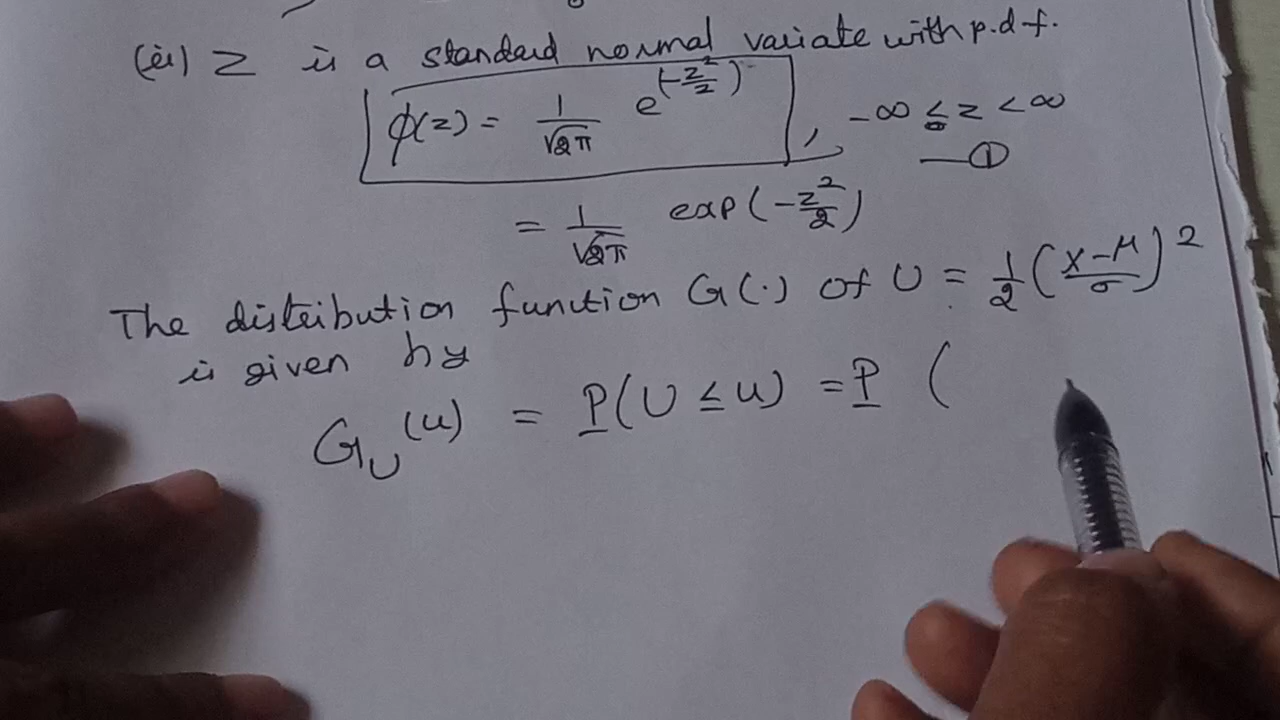 (ii) Z is a standard normal variate with p.d.f.
φ(z) = 1/√2π e^(-z²/2), -∞ ≤ z < ∞
—①
= 1/√2π exp(-z²/2)
The distribution function G(.) of U = 1/2 (X-μ/σ)²
is given by
G_U(u) = P(U ≤ u) = P (